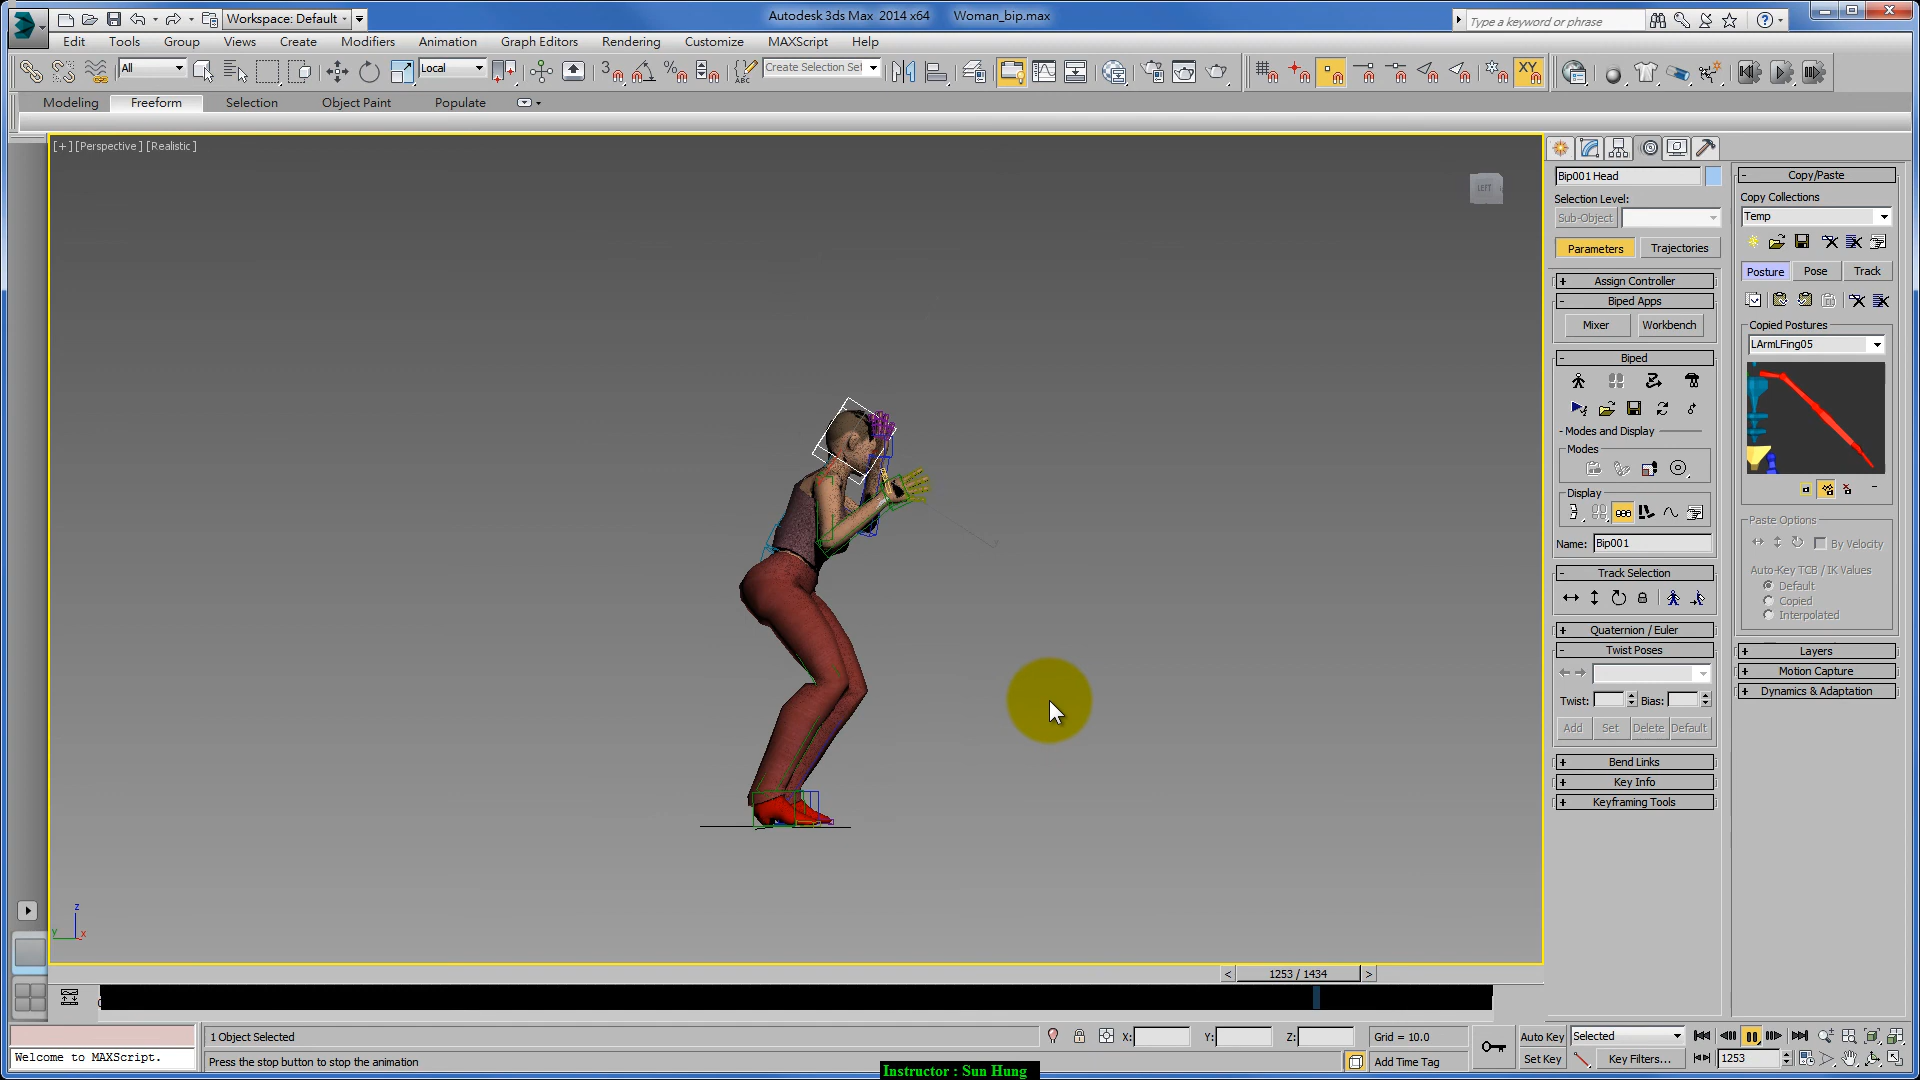 Workspace: Default
Autodesk 3ds Max 2014 x64 Woman_bip.max
Type a keyword or phrase
Edit Tools Group Views Create Modifiers Animation Graph Editors Rendering Customize MAXScript Help
All
Local
3
ABC
Create Selection Set
XY
Modeling Freeform Selection Object Paint Populate
[+] [Perspective] [Realistic]
LEFT
Bip001 Head
Selection Level:
Sub-Object
Parameters Trajectories
+ Assign Controller
- Biped Apps
Mixer Workbench
- Biped
- Modes and Display
Modes
Display
Name: Bip001
- Track Selection
+ Quaternion / Euler
- Twist Poses
Twist: Bias:
Add Set Delete Default
+ Bend Links
+ Key Info
+ Keyframing Tools
- Copy/Paste
Copy Collections
Temp
Posture Pose Track
Copied Postures
LArmLFing05
Paste Options
By Velocity
Auto-Key TCB / IK Values
Default
Copied
Interpolated
+ Layers
+ Motion Capture
+ Dynamics & Adaptation
z
y x
< 1253 / 1434 >
0
1 Object Selected
X: Y: Z: Grid = 10.0
Auto Key Selected
Welcome to MAXScript.
Press the stop button to stop the animation
Add Time Tag
Set Key Key Filters... 1253
Instructor : Sun Hung